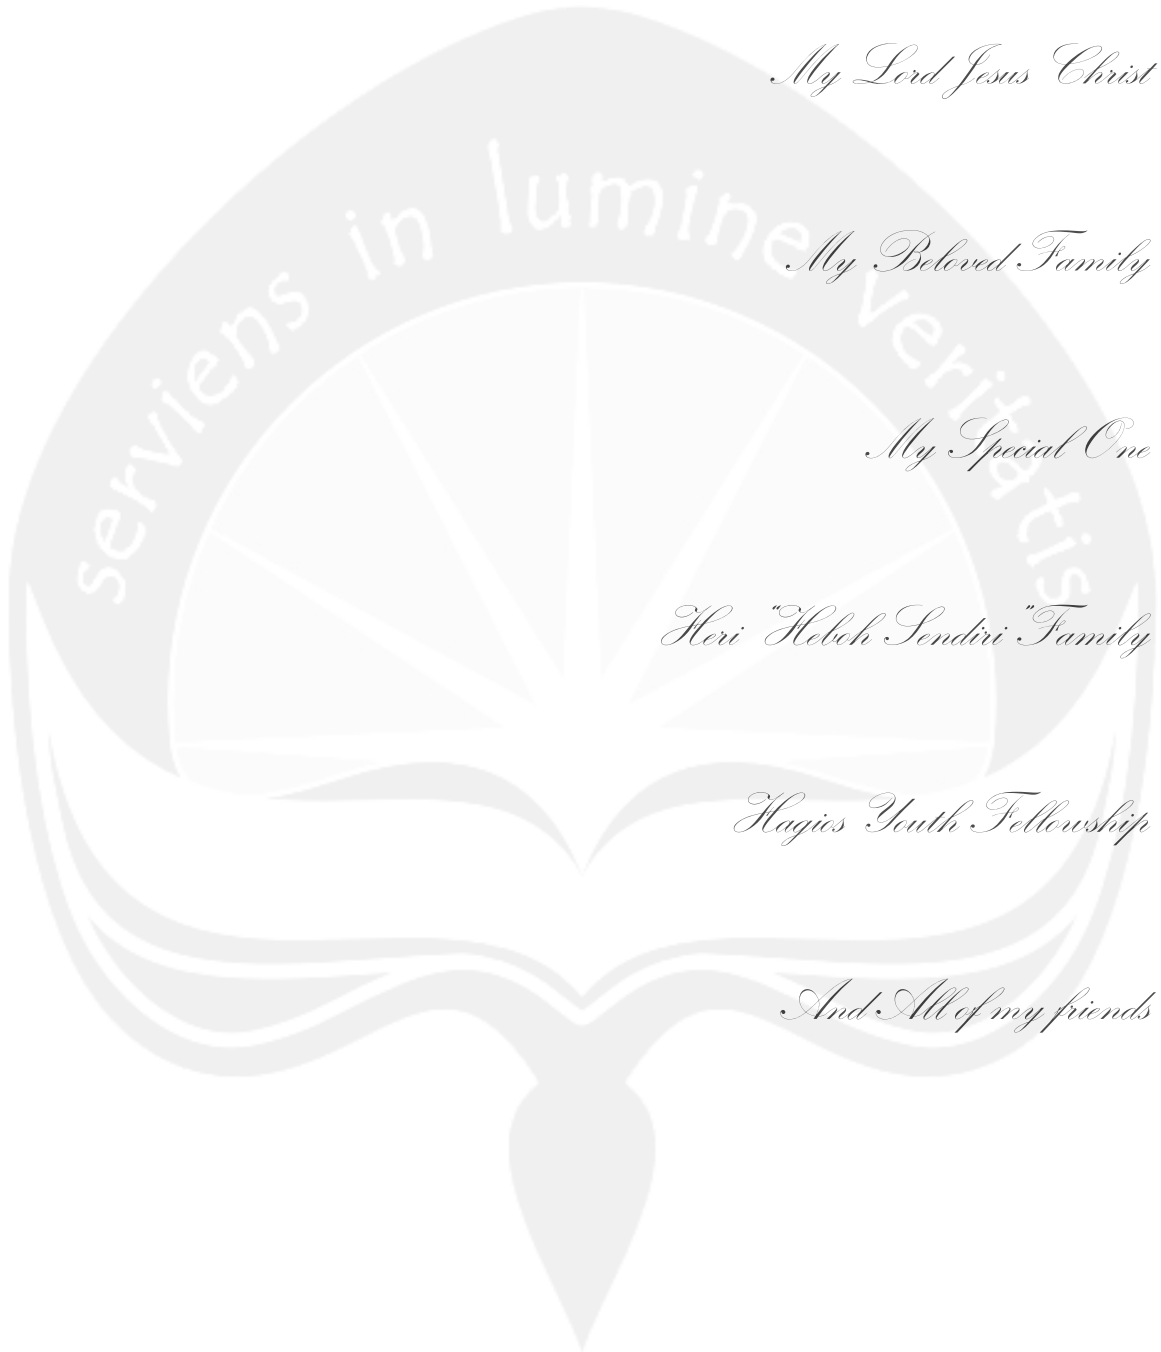 My Lord Jesus Christ
serviens in lumine veritatis
My Beloved Family
My Special One
Heri "Heboh Sendiri" Family
Hagios Youth Fellowship
And All of my friends